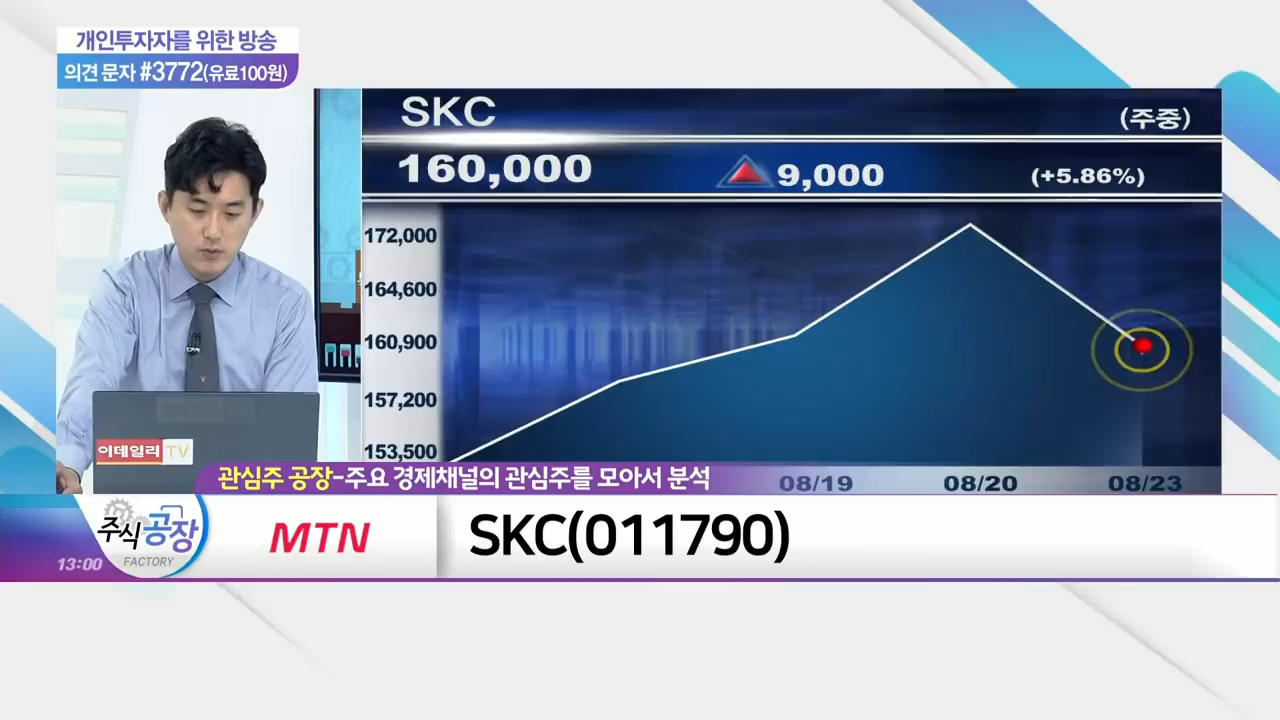 개인투자자를 위한 방송
의견 문자 #3772(유료100원)
SKC
(주중)
160,000
9,000
(+5.86%)
172,000
164,600
160,900
157,200
153,500
08/19
08/20
08/23
이데일리 TV
관심주 공장-주요 경제채널의 관심주를 모아서 분석
주식공장
FACTORY
13:00
MTN
SKC(011790)